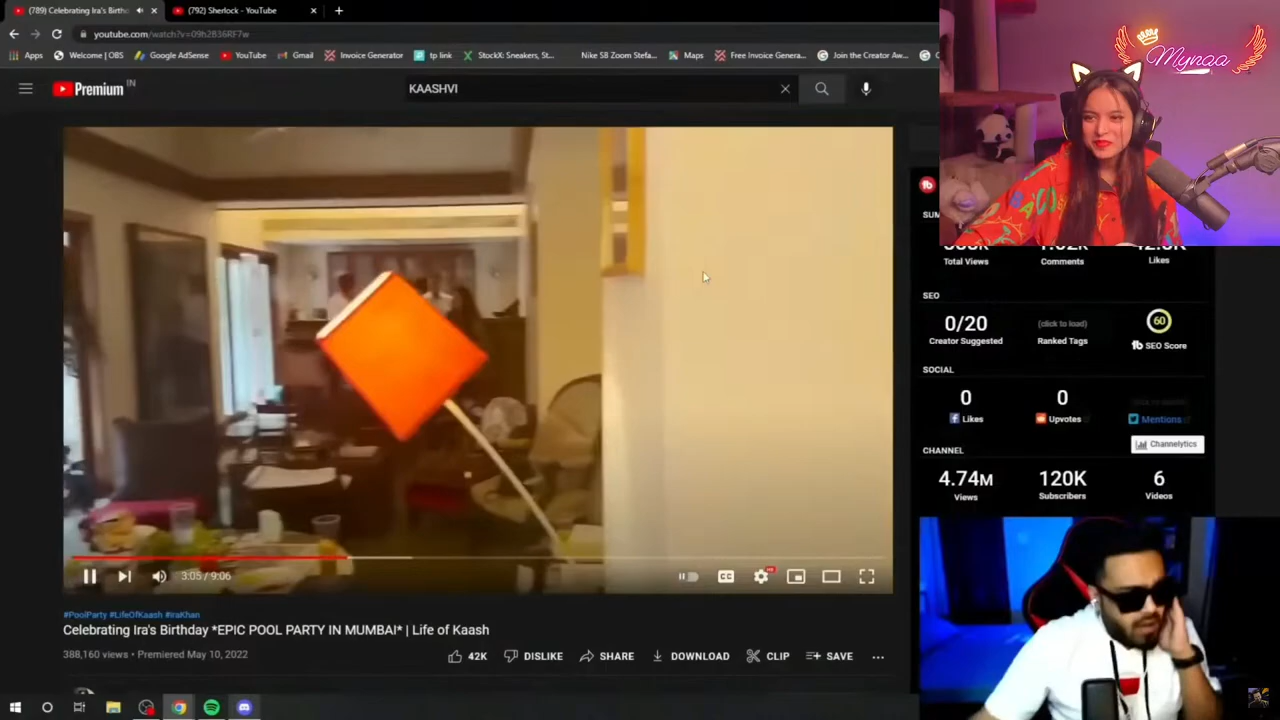 (789) Celebrating Ira's Birthd
(792) Sherlock - YouTube
youtube.com/watch?v=09h2B36RF7w
Apps
Welcome | OBS
Google AdSense
YouTube
Gmail
Invoice Generator
tp link
StockX: Sneakers, St...
Nike SB Zoom Stefa...
Maps
Free Invoice Genera...
Join the Creator Aw...
Mynaa
Premium IN
KAASHVI
Total Views
Comments
Likes
SEO
0/20
(click to load)
60
Creator Suggested
Ranked Tags
tb SEO Score
SOCIAL
0
0
Likes
Upvotes
Mentions
Channelytics
CHANNEL
4.74M
120K
6
Views
Subscribers
Videos
3:05 / 9:06
CC
HD
#PoolParty #LifeOfKaash #IraKhan
Celebrating Ira's Birthday *EPIC POOL PARTY IN MUMBAI* | Life of Kaash
388,160 views • Premiered May 10, 2022
42K
DISLIKE
SHARE
DOWNLOAD
CLIP
SAVE